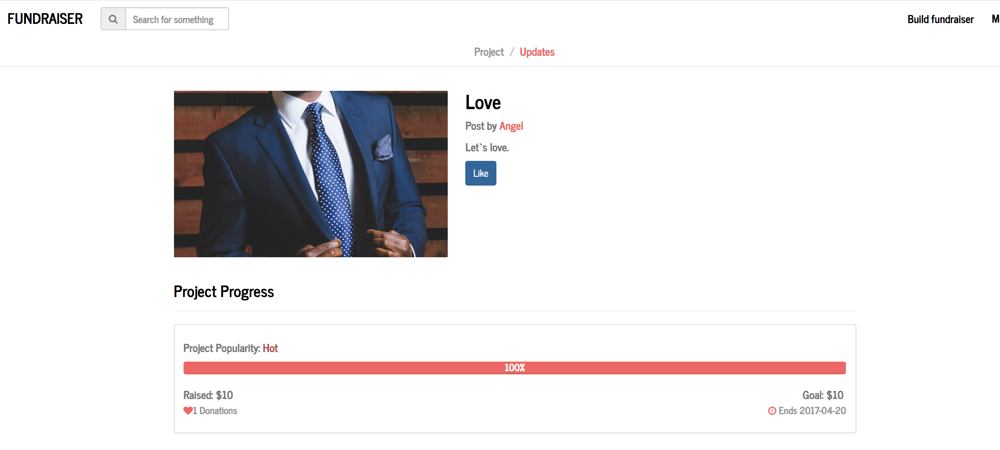 FUNDRAISER Search for something Build fundraiser
Project / Updates
Love
Post by Angel
Let`s love.
Like
Project Progress
Project Popularity: Hot
100%
Raised: $10 Goal: $10
1 Donations Ends 2017-04-20